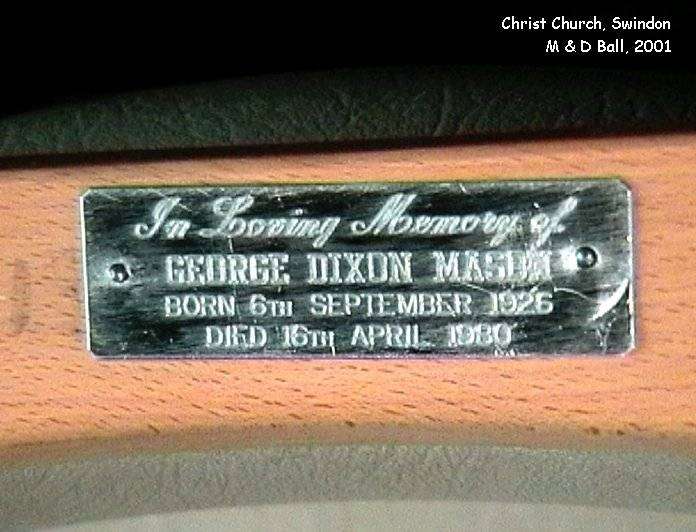 Christ Church, Swindon
M & D Ball, 2001
In Loving Memory of
GEORGE DIXON MASON
BORN 6TH SEPTEMBER 1926
DIED 16TH APRIL 1980